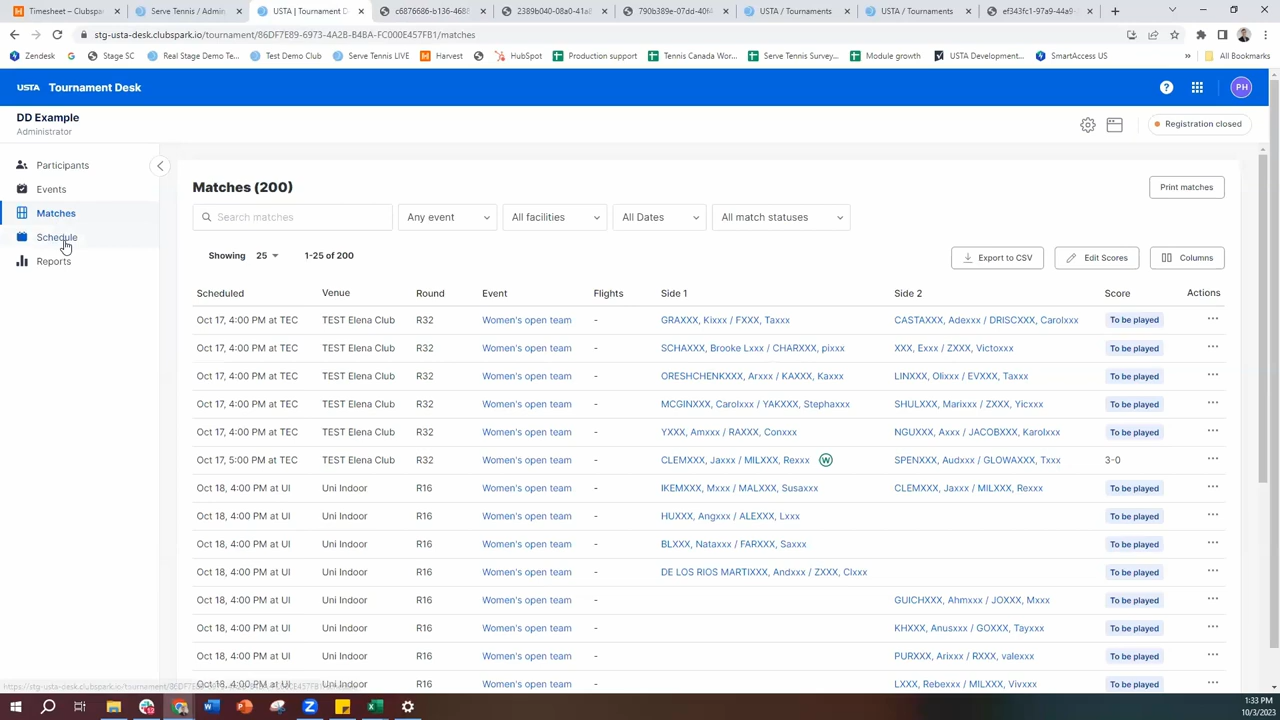 Timesheet – Clubspark
Serve Tennis / Admin
USTA | Tournament D
c6876686-b136-4688
2389b040-08a0-41a8
790b389e-07dd-40f4
USTA / Tournaments
USTA / Tournaments
ef343fc1-97a9-44a9
stg-usta-desk.clubspark.io/tournament/86DF7E89-6973-4A2B-B4BA-FC000E457FB1/matches
Zendesk
Stage SC
Real Stage Demo Te...
Test Demo Club
Serve Tennis LIVE
Harvest
HubSpot
Production support
Tennis Canada Wor...
Serve Tennis Survey...
Module growth
USTA Development...
SmartAccess US
»
All Bookmarks
USTA Tournament Desk
PH
DD Example
Administrator
Registration closed
Participants
Events
Matches
Schedule
Reports
Matches (200)
Print matches
Search matches
Any event
All facilities
All Dates
All match statuses
Showing 25 1-25 of 200
Export to CSV
Edit Scores
Columns
Scheduled Venue Round Event Flights Side 1 Side 2 Score Actions
Oct 17, 4:00 PM at TEC TEST Elena Club R32 Women's open team - GRAXXX, Kixxx / FXXX, Taxxx CASTAXXX, Adexxx / DRISCXXX, Carolxxx To be played ...
Oct 17, 4:00 PM at TEC TEST Elena Club R32 Women's open team - SCHAXXX, Brooke Lxxx / CHARXXX, pixxx XXX, Exxx / ZXXX, Victoxxx To be played ...
Oct 17, 4:00 PM at TEC TEST Elena Club R32 Women's open team - ORESHCHENKXXX, Arxxx / KAXXX, Kaxxx LINXXX, Olixxx / EVXXX, Taxxx To be played ...
Oct 17, 4:00 PM at TEC TEST Elena Club R32 Women's open team - MCGINXXX, Carolxxx / YAKXXX, Stephaxxx SHULXXX, Marixxx / ZXXX, Yicxxx To be played ...
Oct 17, 4:00 PM at TEC TEST Elena Club R32 Women's open team - YXXX, Amxxx / RAXXX, Conxxx NGUXXX, Axxx / JACOBXXX, Karolxxx To be played ...
Oct 17, 5:00 PM at TEC TEST Elena Club R32 Women's open team - CLEMXXX, Jaxxx / MILXXX, Rexxx W SPENXXX, Audxxx / GLOWAXXX, Txxx 3-0 ...
Oct 18, 4:00 PM at UI Uni Indoor R16 Women's open team - IKEMXXX, Mxxx / MALXXX, Susaxxx CLEMXXX, Jaxxx / MILXXX, Rexxx To be played ...
Oct 18, 4:00 PM at UI Uni Indoor R16 Women's open team - HUXXX, Angxxx / ALEXXX, Lxxx To be played ...
Oct 18, 4:00 PM at UI Uni Indoor R16 Women's open team - BLXXX, Nataxxx / FARXXX, Saxxx To be played ...
Oct 18, 4:00 PM at UI Uni Indoor R16 Women's open team - DE LOS RIOS MARTIXXX, Andxxx / ZXXX, Clxxx To be played ...
Oct 18, 4:00 PM at UI Uni Indoor R16 Women's open team - GUICHXXX, Ahmxxx / JOXXX, Mxxx To be played ...
Oct 18, 4:00 PM at UI Uni Indoor R16 Women's open team - KHXXX, Anusxxx / GOXXX, Tayxxx To be played ...
Oct 18, 4:00 PM at UI Uni Indoor R16 Women's open team - PURXXX, Arixxx / RXXX, valexxx To be played ...
Oct 18, 4:00 PM at UI Uni Indoor R16 Women's open team - LXXX, Rebexxx / MILXXX, Vivxxx To be played ...
1:33 PM
10/3/2023